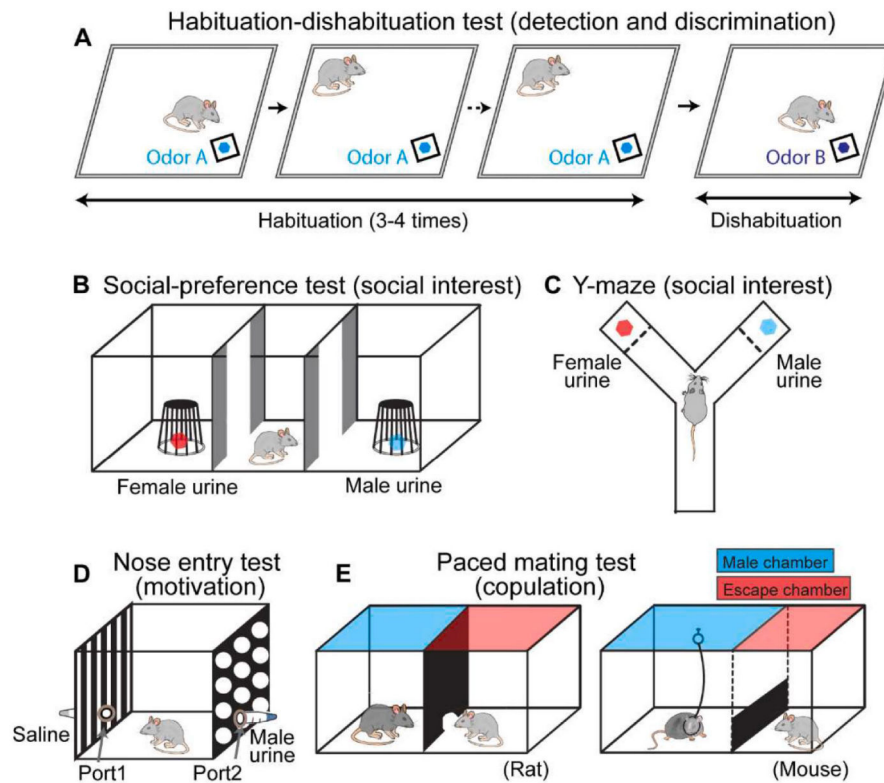 Habituation-dishabituation test (detection and discrimination)
A
Odor A
Odor A
Odor A
Odor B
Habituation (3-4 times)
Dishabituation
B Social-preference test (social interest)
Female urine
Male urine
C Y-maze (social interest)
Female
urine
Male
urine
D
Nose entry test
(motivation)
Saline
Port1
Port2
Male
urine
E
Paced mating test
(copulation)
Male chamber
Escape chamber
(Rat)
(Mouse)